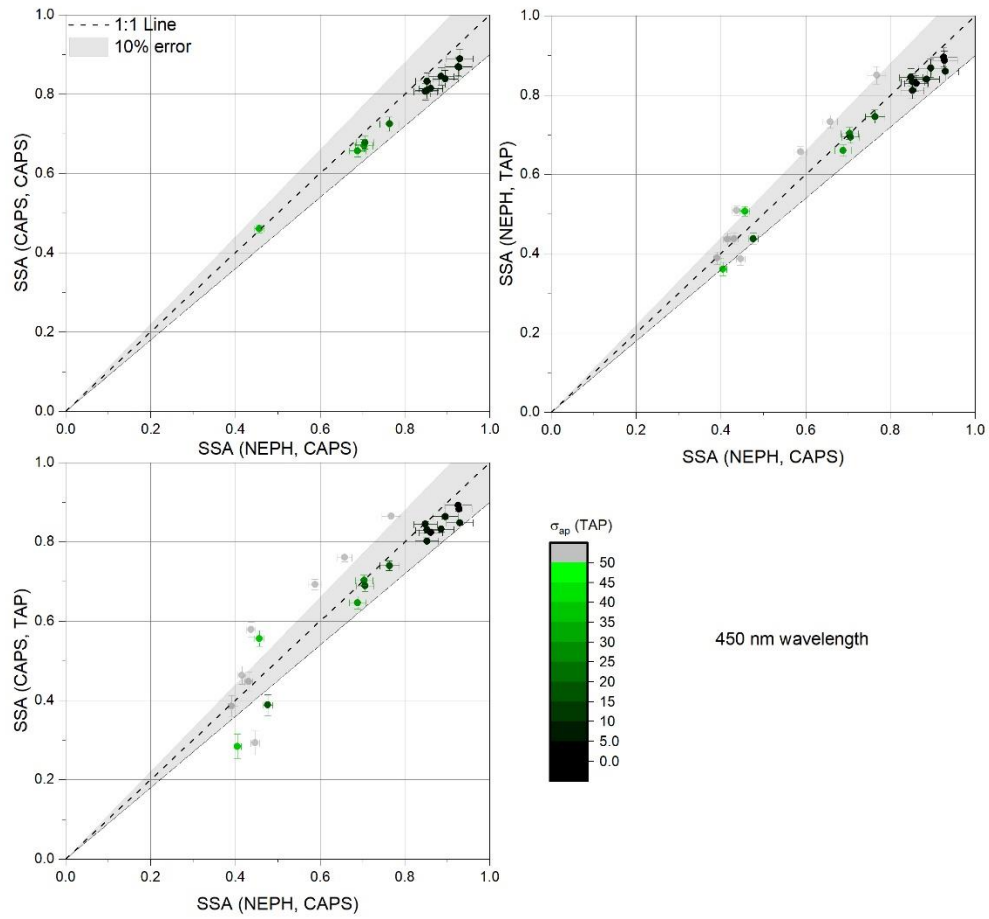 1:1 Line
10% error
1.0
0.8
0.6
0.4
0.2
0.0
SSA (CAPS, CAPS)
0.0 0.2 0.4 0.6 0.8 1.0
SSA (NEPH, CAPS)
1.0
0.8
0.6
0.4
0.2
0.0
SSA (NEPH, TAP)
0.0 0.2 0.4 0.6 0.8 1.0
SSA (NEPH, CAPS)
1.0
0.8
0.6
0.4
0.2
0.0
SSA (CAPS, TAP)
0.0 0.2 0.4 0.6 0.8 1.0
SSA (NEPH, CAPS)
σap (TAP)
50
45
40
35
30
25
20
15
10
5.0
0.0
450 nm wavelength